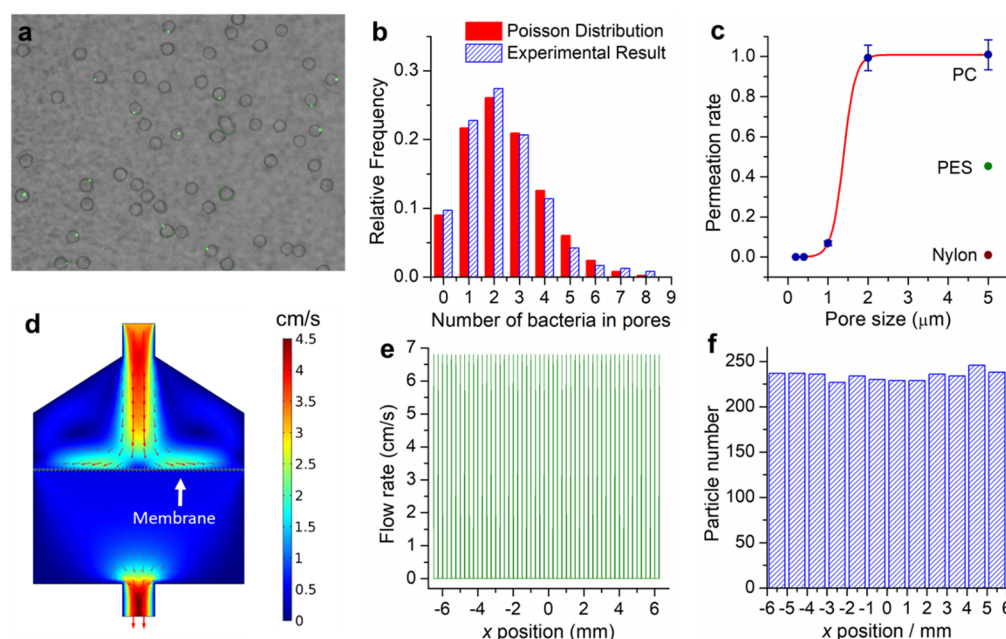 a
b
Poisson Distribution
Experimental Result
Relative Frequency
0.3
0.2
0.1
0.0
0 1 2 3 4 5 6 7 8 9
Number of bacteria in pores
c
Permeation rate
1.0
0.8
0.6
0.4
0.2
0.0
PC
PES
Nylon
0 1 2 3 4 5
Pore size (μm)
d
cm/s
4.5
4
3.5
3
2.5
2
1.5
1
0.5
0
Membrane
e
Flow rate (cm/s)
7
6
5
4
3
2
1
0
-6 -4 -2 0 2 4 6
x position (mm)
f
Particle number
250
200
150
100
50
0
-6 -5 -4 -3 -2 -1 0 1 2 3 4 5 6
x position / mm